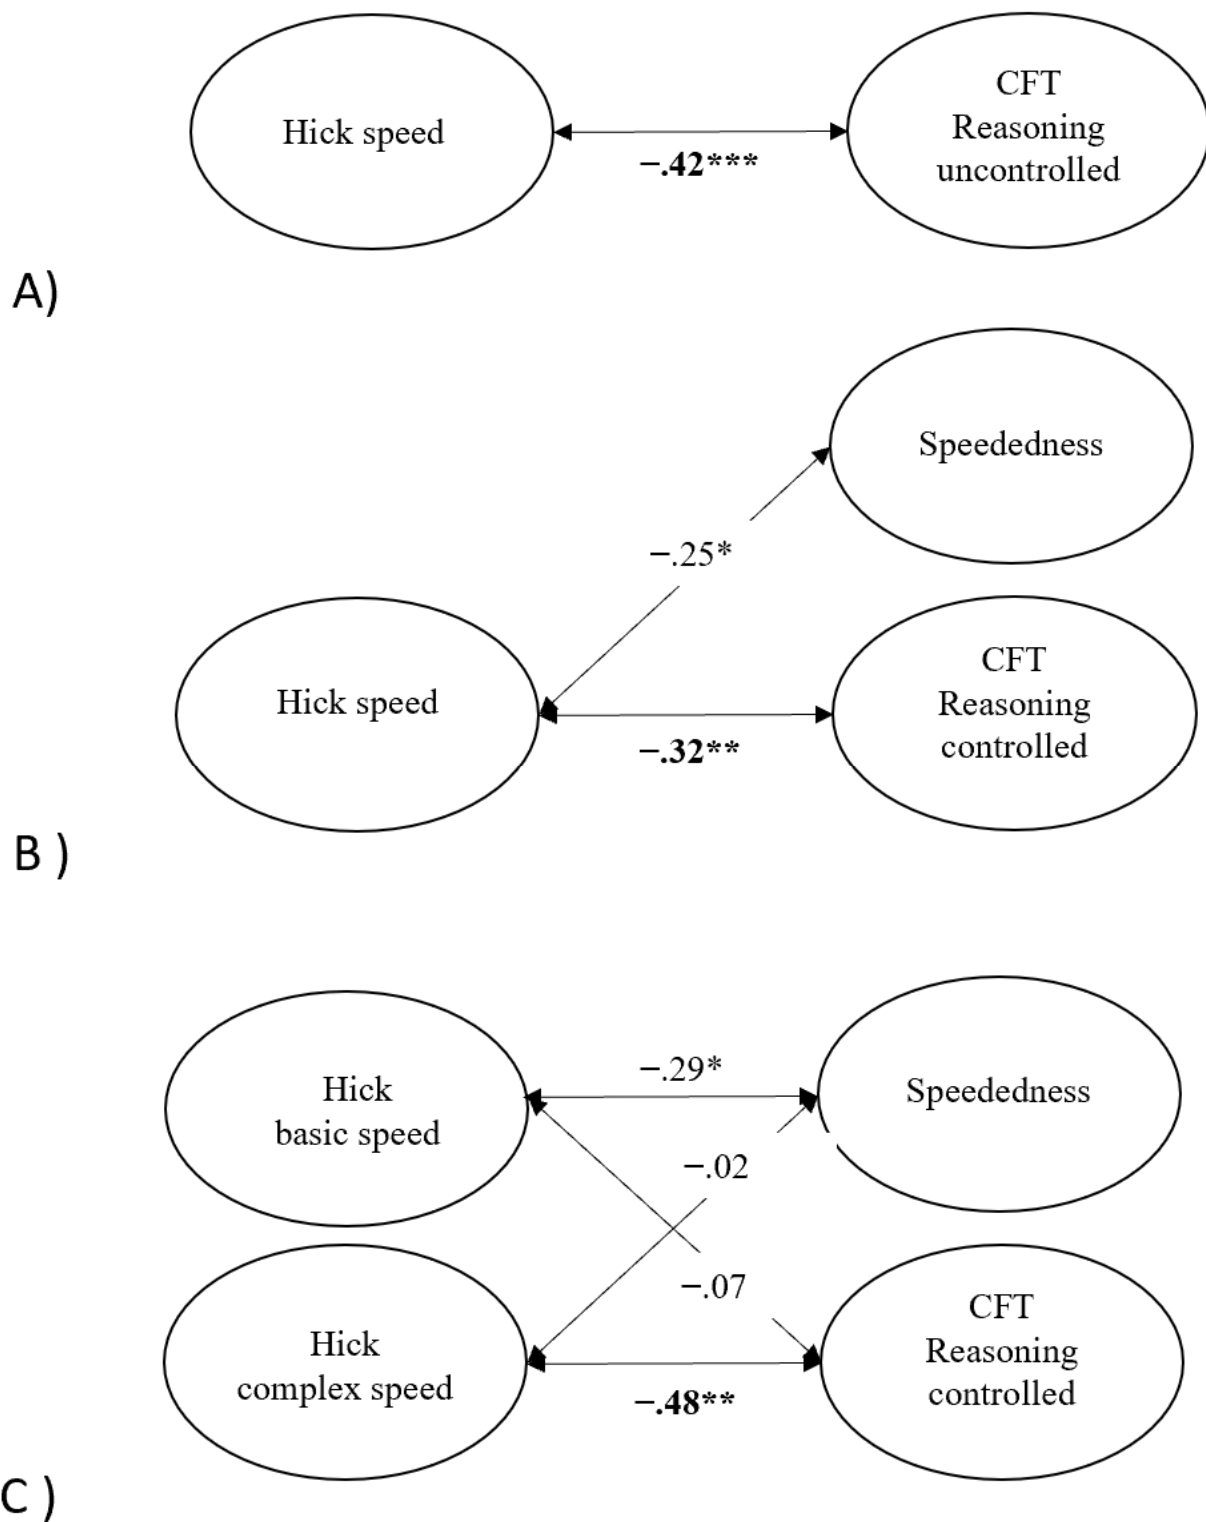 Hick speed
CFT
Reasoning
uncontrolled
−.42***
A)
Speededness
−.25*
Hick speed
CFT
Reasoning
controlled
−.32**
B )
Hick
basic speed
−.29*
Speededness
−.02
−.07
Hick
complex speed
CFT
Reasoning
controlled
−.48**
C )